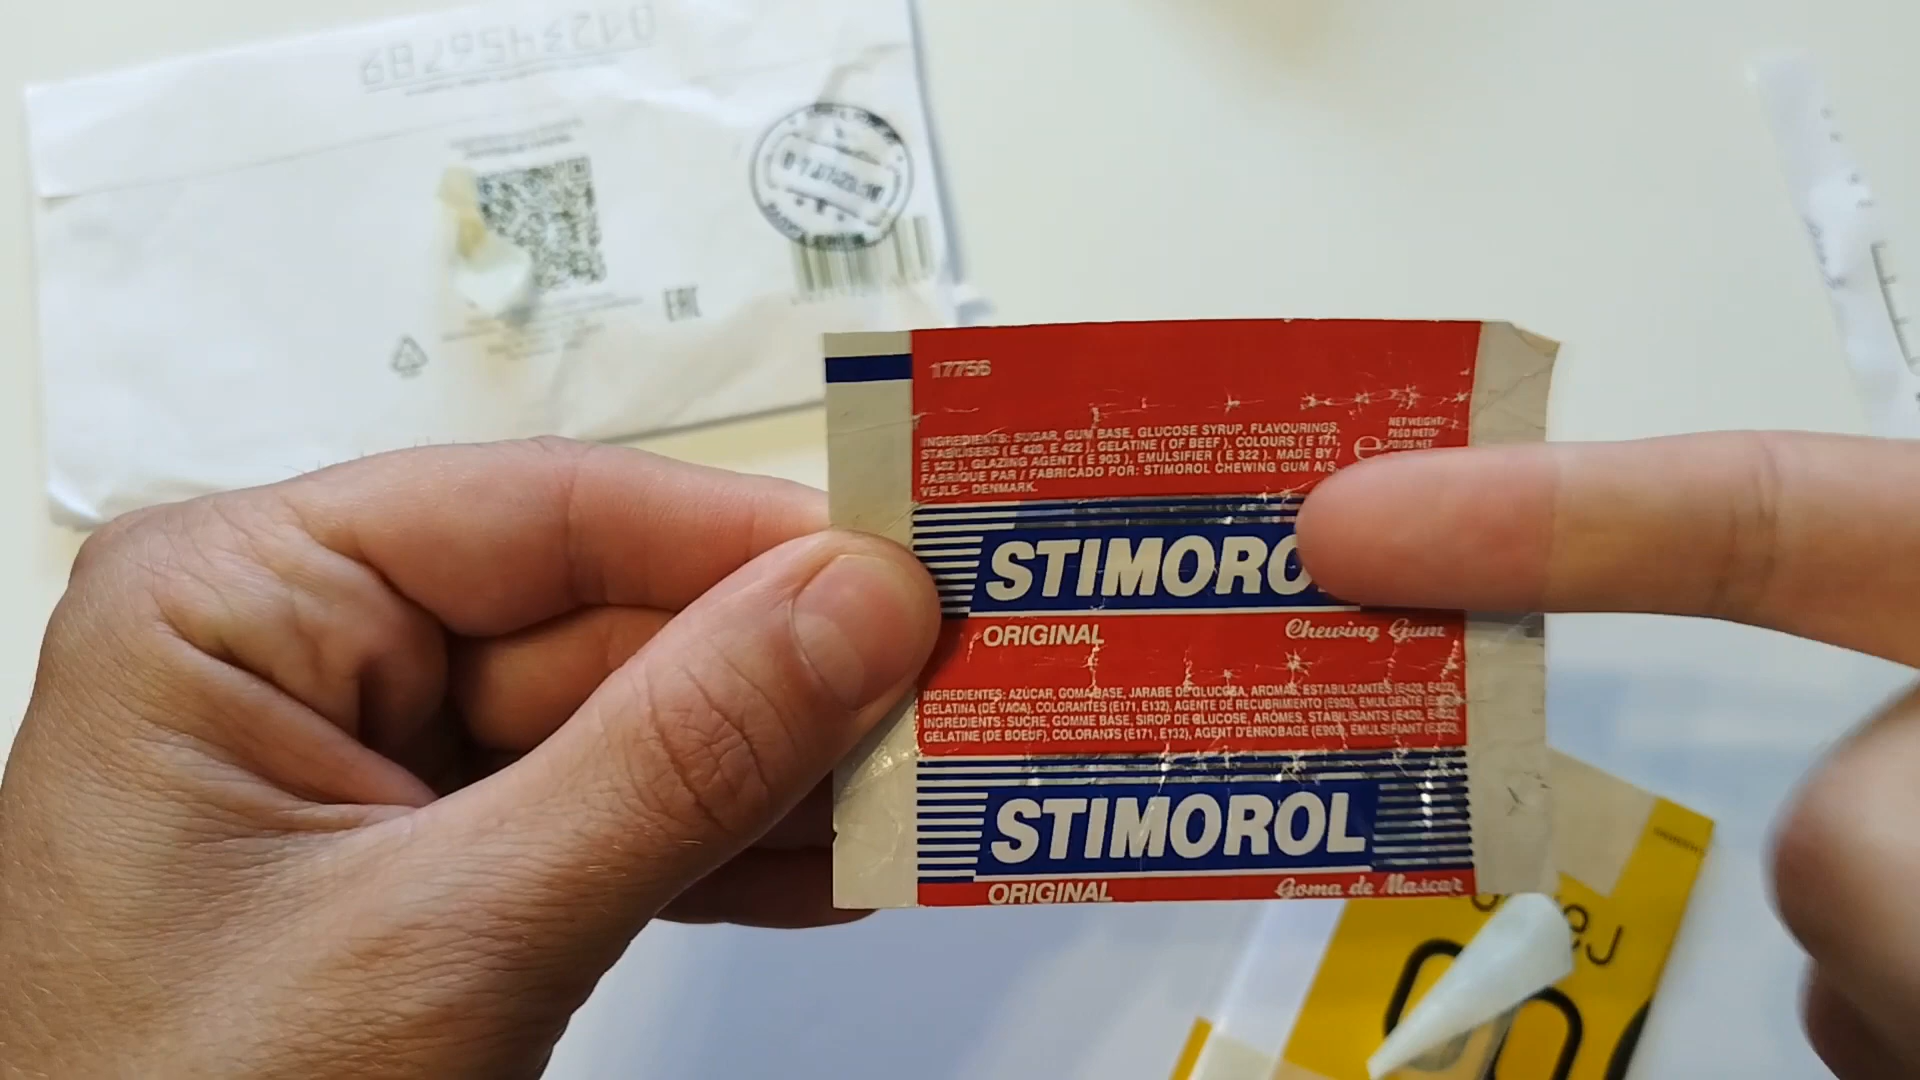 EAC
17756
INGREDIENTS: SUGAR, GUM BASE, GLUCOSE SYRUP, FLAVOURINGS,
STABILISERS ( E 420, E 422 ), GELATINE ( OF BEEF ), COLOURS ( E 171,
E 132 ), GLAZING AGENT ( E 903 ), EMULSIFIER ( E 322 ). MADE BY /
FABRIQUE PAR / FABRICADO POR: STIMOROL CHEWING GUM A/S,
VEJLE - DENMARK.
e
NET WEIGHT/
PESO NETO/
POIDS NET
STIMORO
ORIGINAL
Chewing Gum
INGREDIENTES: AZÚCAR, GOMA BASE, JARABE DE GLUCOSA, AROMAS, ESTABILIZANTES (E420, E422),
GELATINA (DE VACA), COLORANTES (E171, E132), AGENTE DE RECUBRIMIENTO (E903), EMULGENTE
INGRÉDIENTS: SUCRE, GOMME BASE, SIROP DE GLUCOSE, ARÔMES, STABILISANTS (E420,
GELATINE (DE BOEUF), COLORANTS (E171, E132), AGENT D'ENROBAGE (E903), EMULSIFIANT
STIMOROL
ORIGINAL
Goma de Mascar